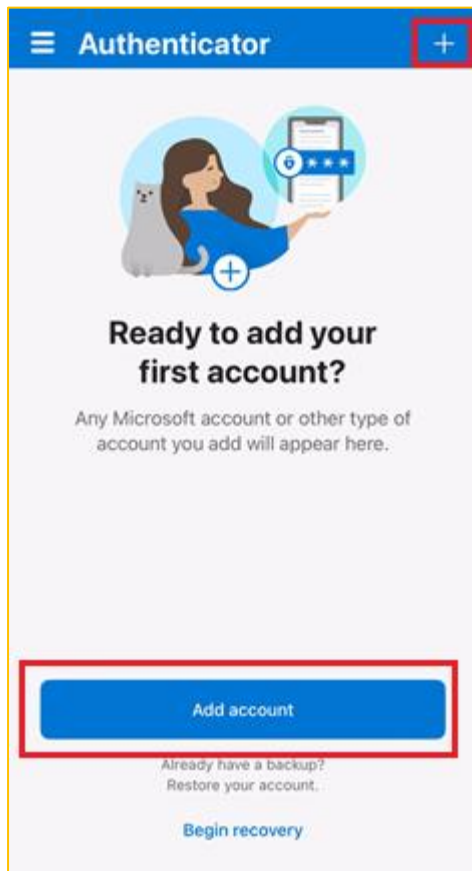 Authenticator
***
Ready to add your
first account?
Any Microsoft account or other type of
account you add will appear here.
Add account
Already have a backup?
Restore your account.
Begin recovery